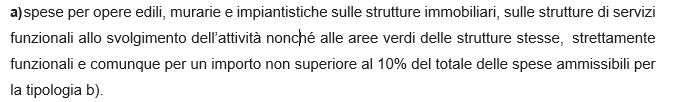 a)spese per opere edili, murarie e impiantistiche sulle strutture immobiliari, sulle strutture di servizi
funzionali allo svolgimento dell'attività nonché alle aree verdi delle strutture stesse, strettamente
funzionali e comunque per un importo non superiore al 10% del totale delle spese ammissibili per
la tipologia b).